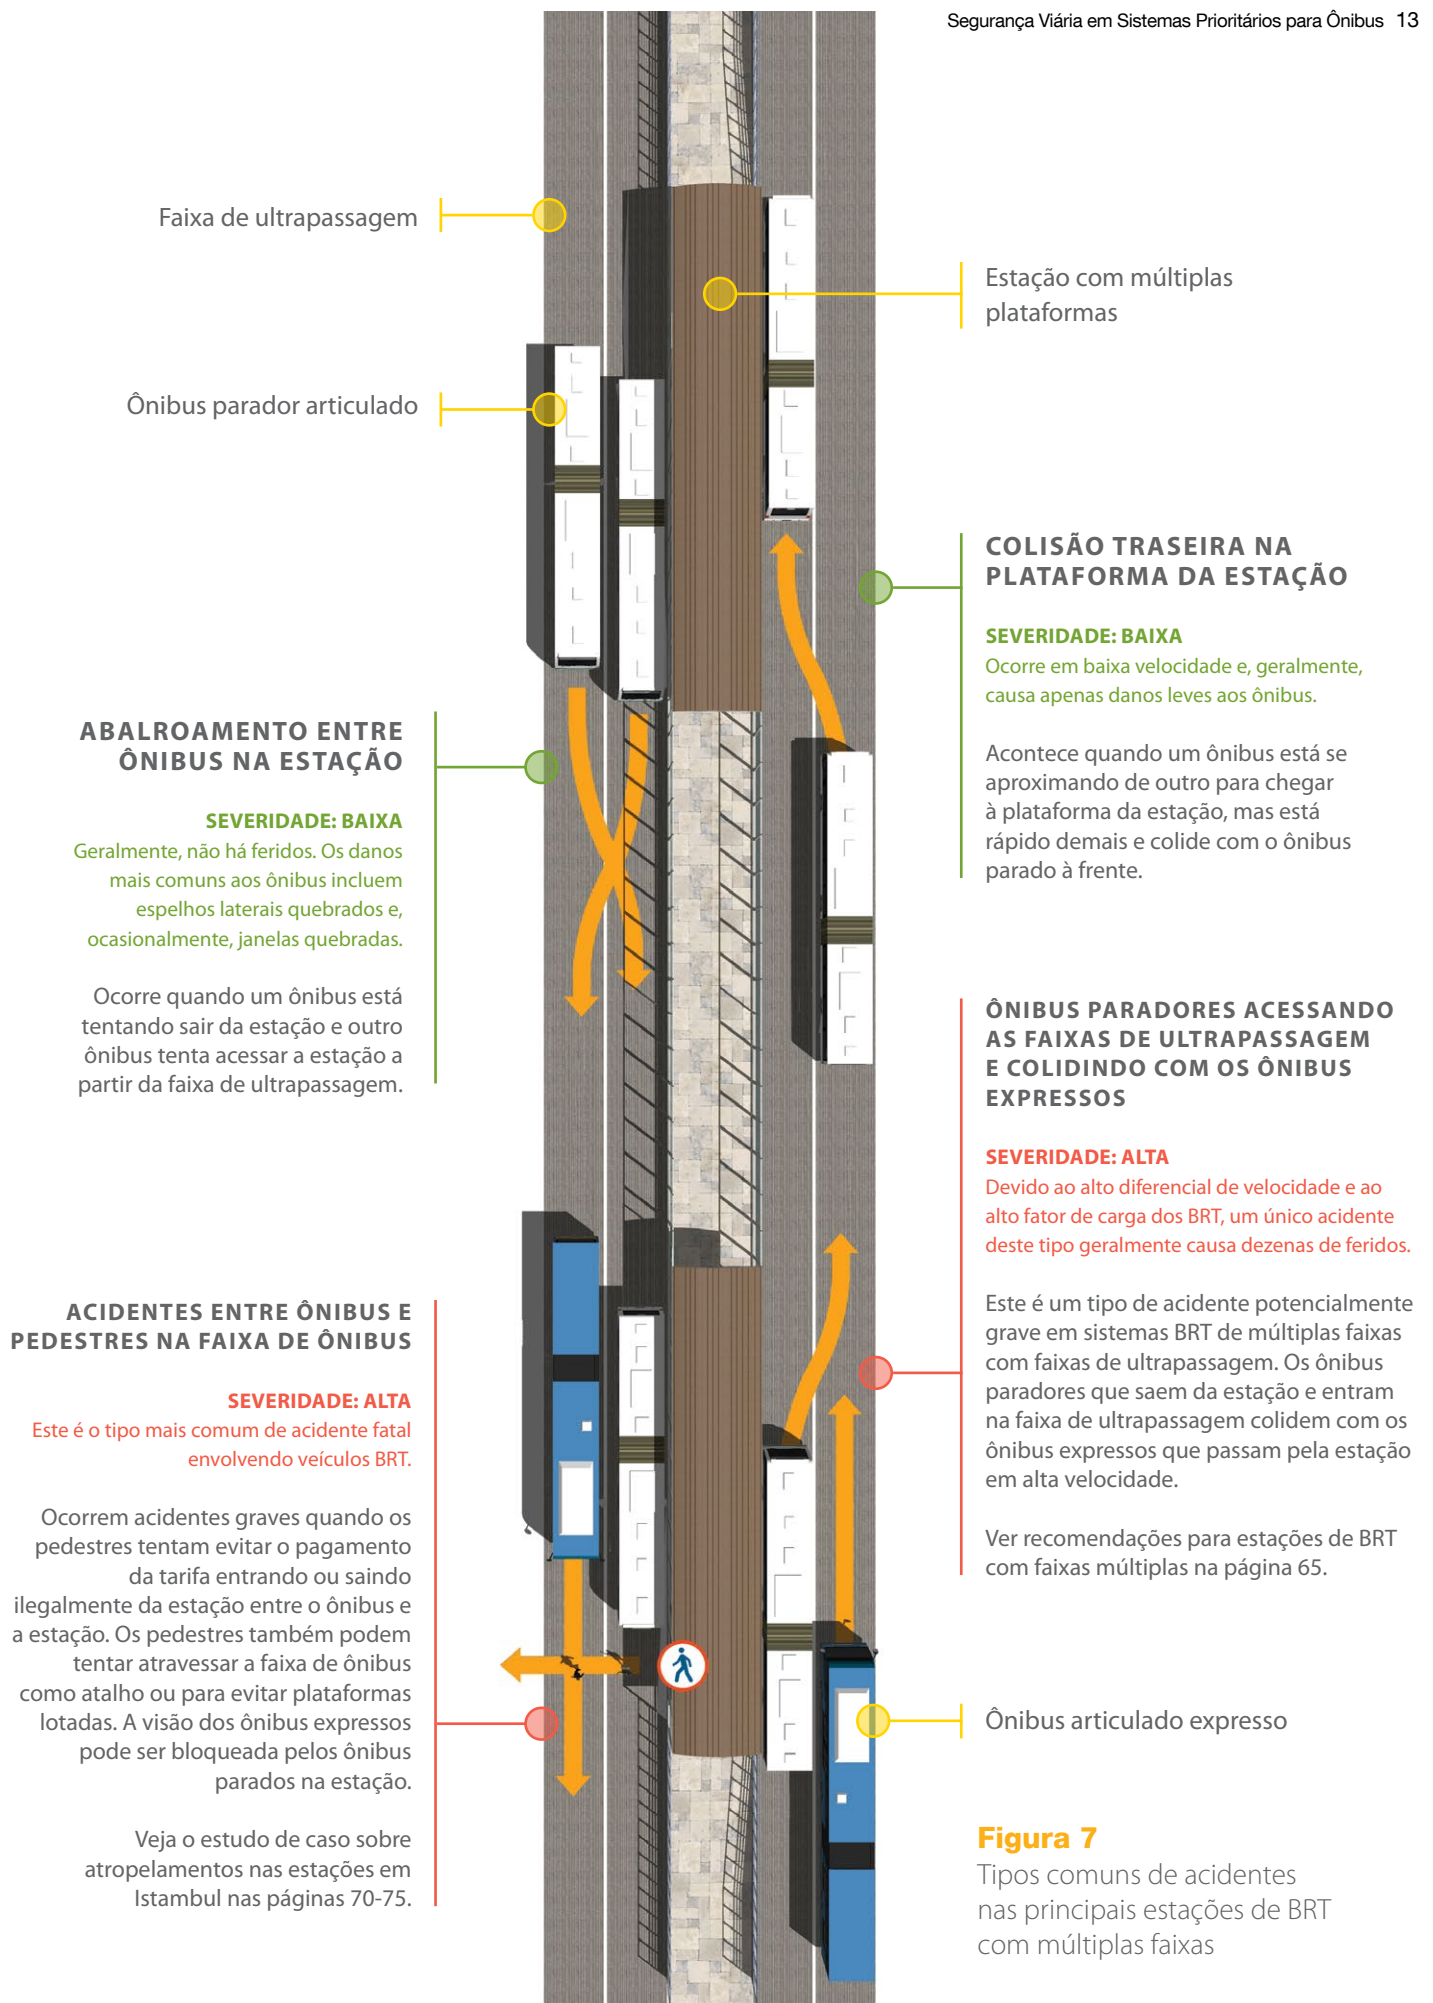 Segurança Viária em Sistemas Prioritários para Ônibus 13
Faixa de ultrapassagem
Estação com múltiplas
plataformas
Ônibus parador articulado
COLISÃO TRASEIRA NA
PLATAFORMA DA ESTAÇÃO
SEVERIDADE: BAIXA
Ocorre em baixa velocidade e, geralmente,
causa apenas danos leves aos ônibus.
Acontece quando um ônibus está se
aproximando de outro para chegar
à plataforma da estação, mas está
rápido demais e colide com o ônibus
parado à frente.
ABALROAMENTO ENTRE
ÔNIBUS NA ESTAÇÃO
SEVERIDADE: BAIXA
Geralmente, não há feridos. Os danos
mais comuns aos ônibus incluem
espelhos laterais quebrados e,
ocasionalmente, janelas quebradas.
Ocorre quando um ônibus está
tentando sair da estação e outro
ônibus tenta acessar a estação a
partir da faixa de ultrapassagem.
ÔNIBUS PARADORES ACESSANDO
AS FAIXAS DE ULTRAPASSAGEM
E COLIDINDO COM OS ÔNIBUS
EXPRESSOS
SEVERIDADE: ALTA
Devido ao alto diferencial de velocidade e ao
alto fator de carga dos BRT, um único acidente
deste tipo geralmente causa dezenas de feridos.
Este é um tipo de acidente potencialmente
grave em sistemas BRT de múltiplas faixas
com faixas de ultrapassagem. Os ônibus
paradores que saem da estação e entram
na faixa de ultrapassagem colidem com os
ônibus expressos que passam pela estação
em alta velocidade.
Ver recomendações para estações de BRT
com faixas múltiplas na página 65.
ACIDENTES ENTRE ÔNIBUS E
PEDESTRES NA FAIXA DE ÔNIBUS
SEVERIDADE: ALTA
Este é o tipo mais comum de acidente fatal
envolvendo veículos BRT.
Ocorrem acidentes graves quando os
pedestres tentam evitar o pagamento
da tarifa entrando ou saindo
ilegalmente da estação entre o ônibus e
a estação. Os pedestres também podem
tentar atravessar a faixa de ônibus
como atalho ou para evitar plataformas
lotadas. A visão dos ônibus expressos
pode ser bloqueada pelos ônibus
parados na estação.
Veja o estudo de caso sobre
atropelamentos nas estações em
Istambul nas páginas 70-75.
Ônibus articulado expresso
Figura 7
Tipos comuns de acidentes
nas principais estações de BRT
com múltiplas faixas